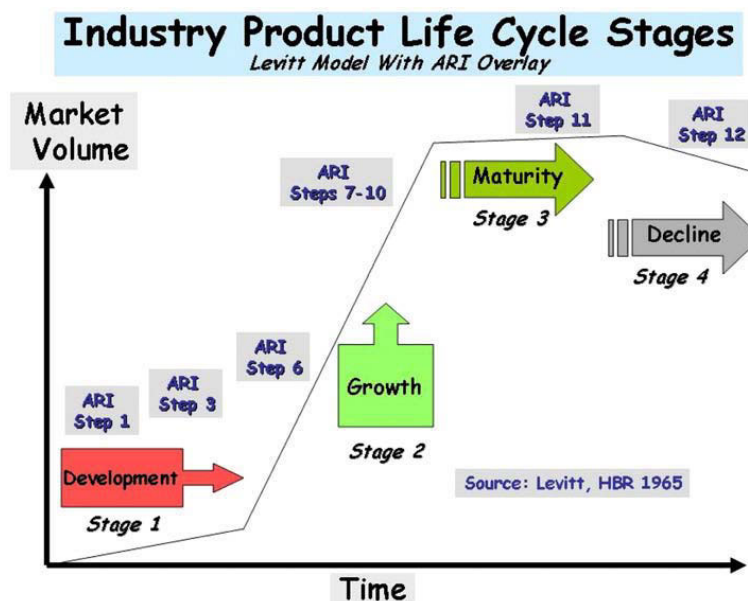 Industry Product Life Cycle Stages
Levitt Model With ARI Overlay
Market
Volume
ARI
Step 11
ARI
Step 12
ARI
Steps 7-10
Maturity
Stage 3
Decline
Stage 4
ARI
Step 6
ARI
Step 3
ARI
Step 1
Growth
Stage 2
Development
Stage 1
Source: Levitt, HBR 1965
Time